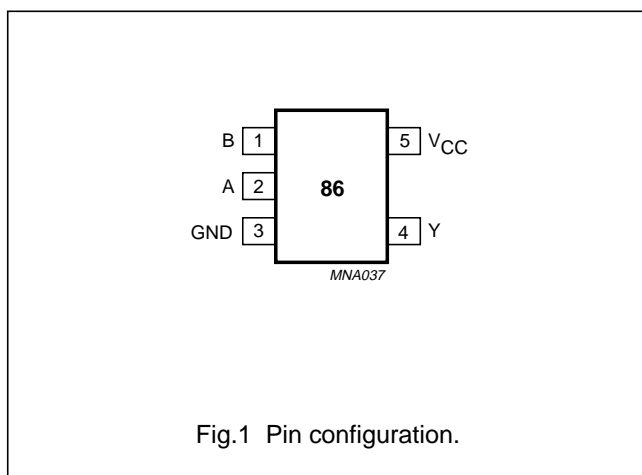 B 1 5 VCC
A 2
86
GND 3 4 Y
MNA037
Fig.1 Pin configuration.